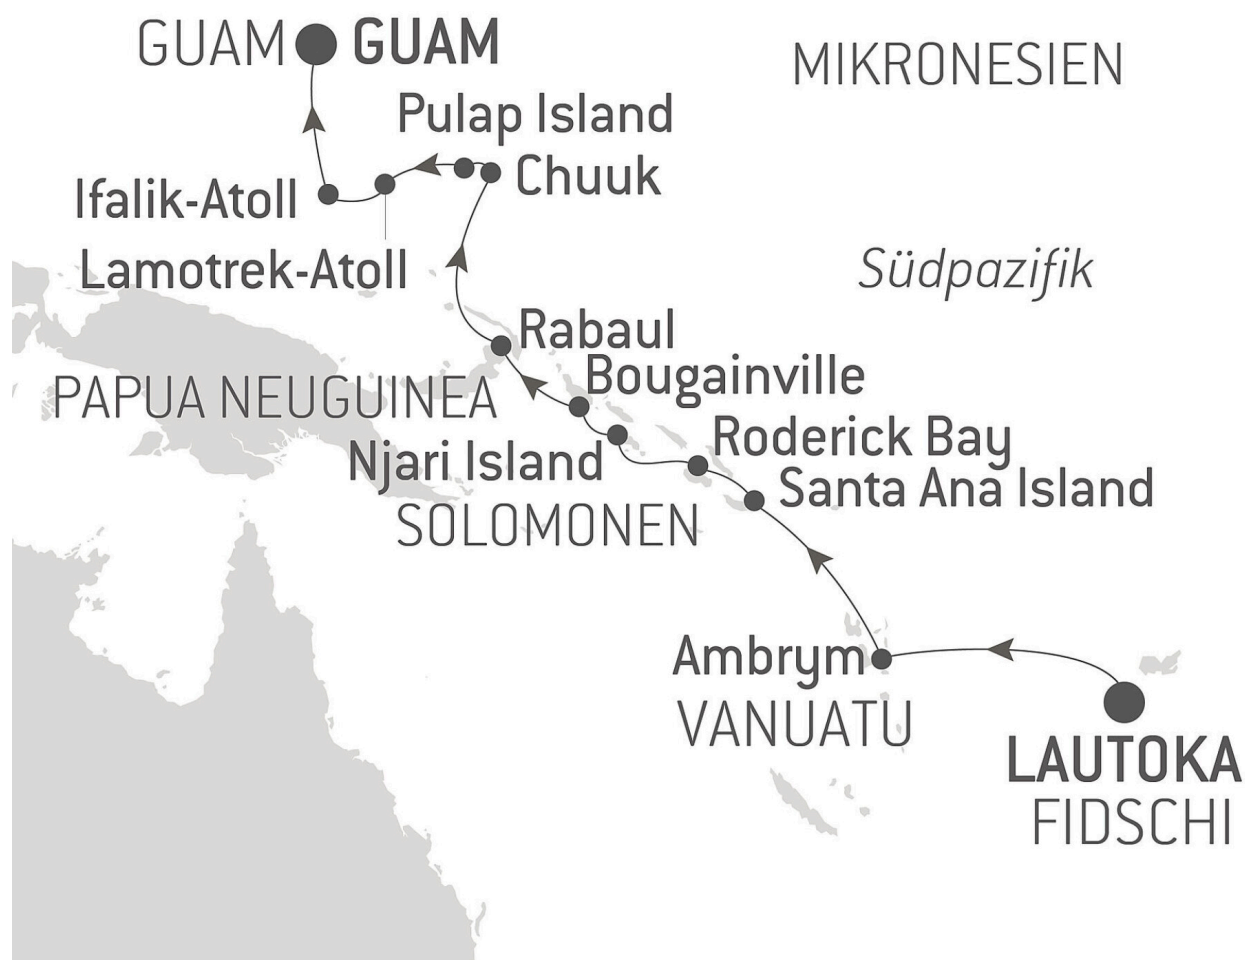 GUAM GUAM
MIKRONESIEN
Pulap Island
Chuuk
Ifalik-Atoll
Lamotrek-Atoll
Südpazifik
Rabaul
Bougainville
PAPUA NEUGUINEA
Roderick Bay
Njari Island
Santa Ana Island
SOLOMONEN
Ambrym
VANUATU
LAUTOKA
FIDSCHI